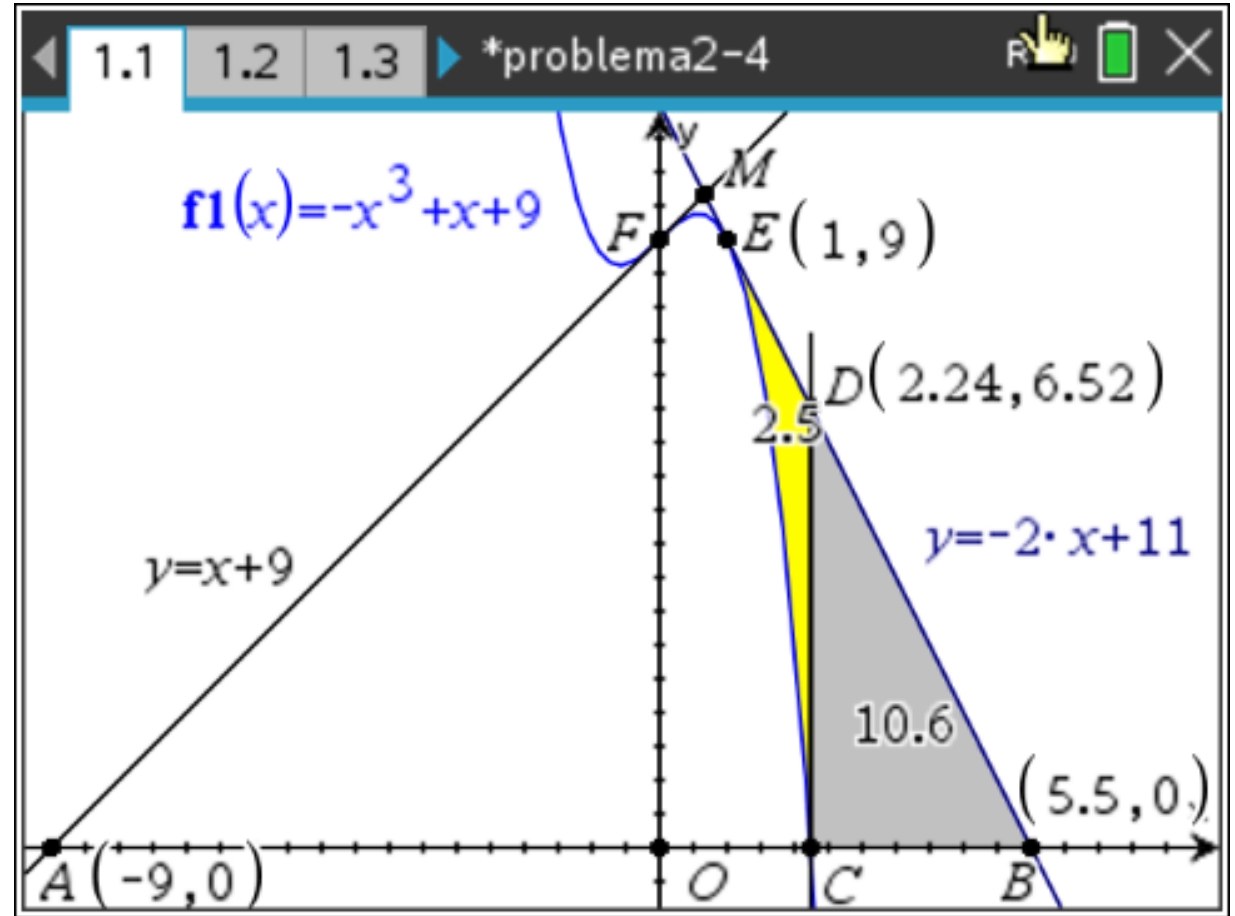 1.1 1.2 1.3 *problema2-4
y
M
f1(x)=-x^3+x+9
F E(1,9)
D(2.24,6.52)
2.5
y=-2·x+11
y=x+9
10.6
(5.5,0.)
A(-9,0) O C B